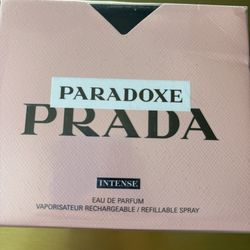 PARADOXE
PRADA
INTENSE
EAU DE PARFUM
VAPORISATEUR RECHARGEABLE / REFILLABLE SPRAY